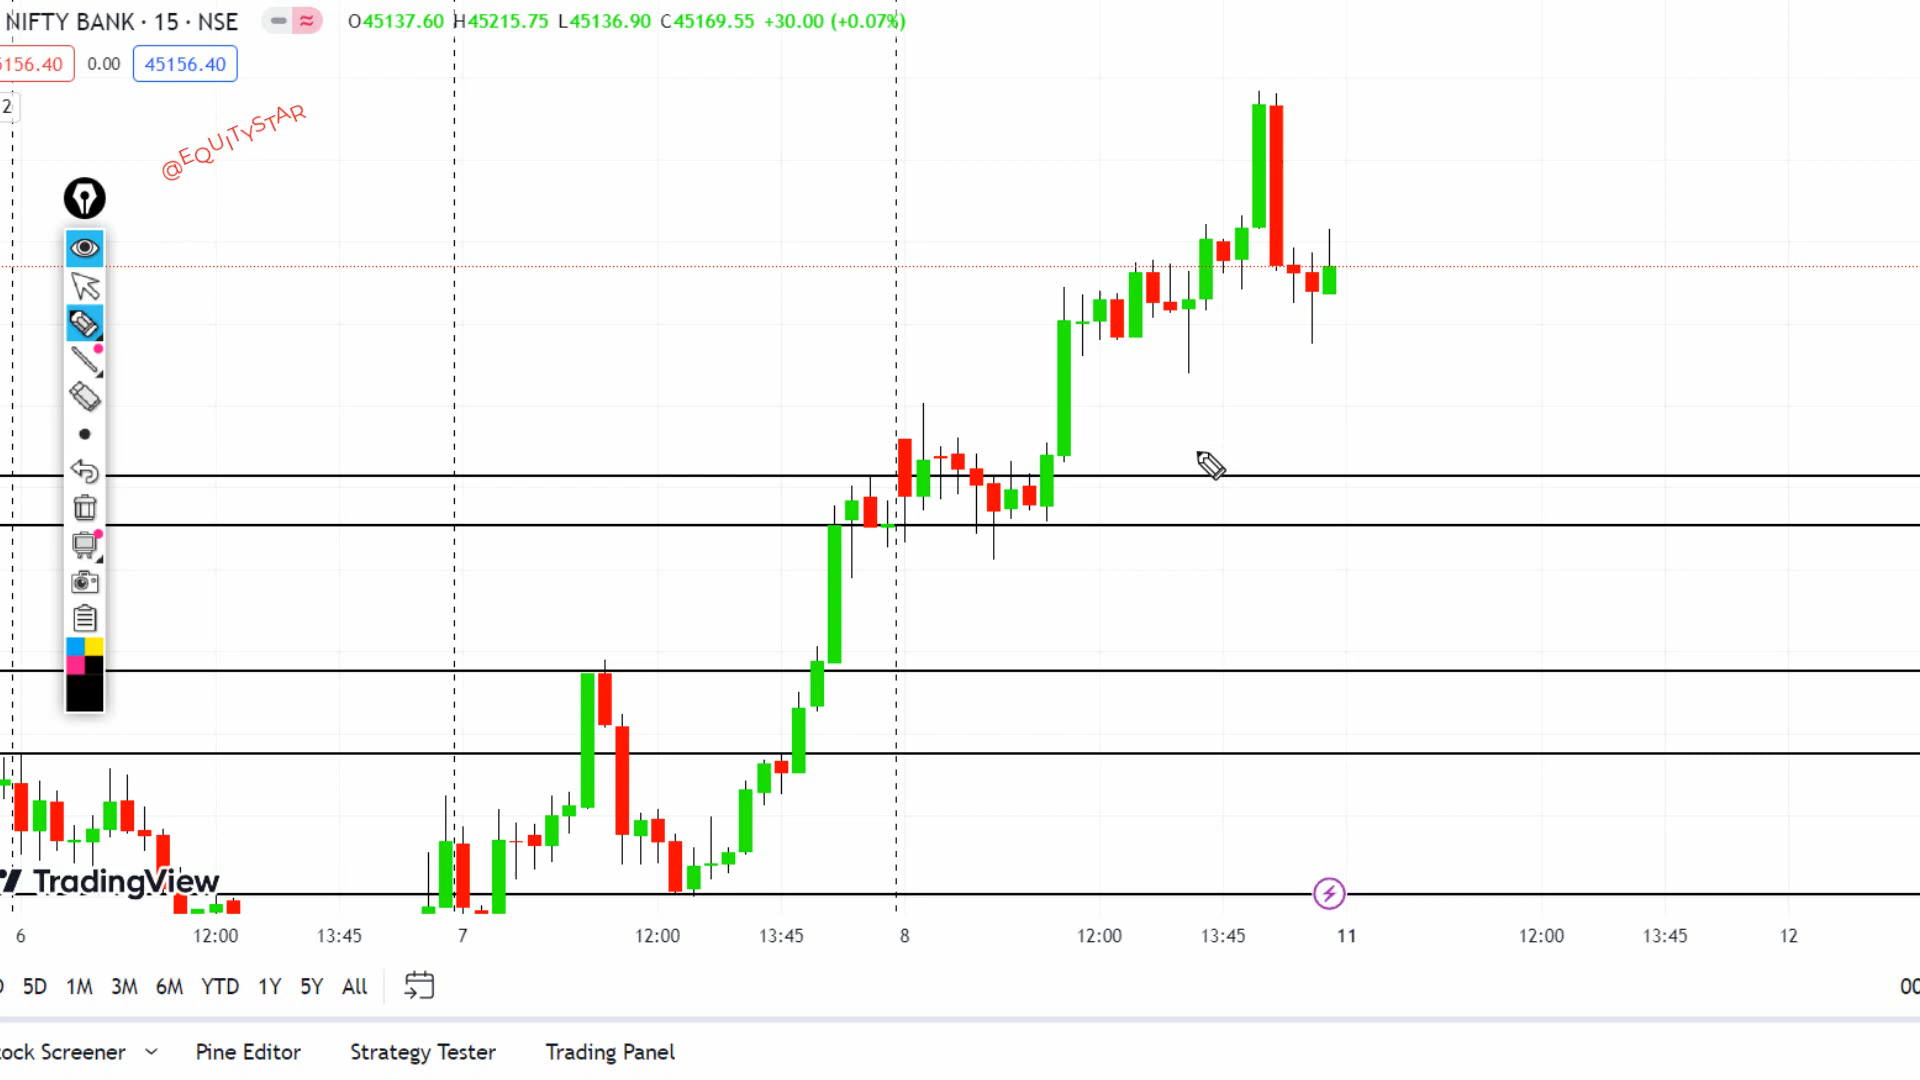 NIFTY BANK · 15 · NSE O45137.60 H45215.75 L45136.90 C45169.55 +30.00 (+0.07%)
156.40 0.00 45156.40
2
@EQUITYSTAR
TradingView
6 12:00 13:45 7 12:00 13:45 8 12:00 13:45 11 12:00 13:45 12
5D 1M 3M 6M YTD 1Y 5Y All 00
ock Screener Pine Editor Strategy Tester Trading Panel